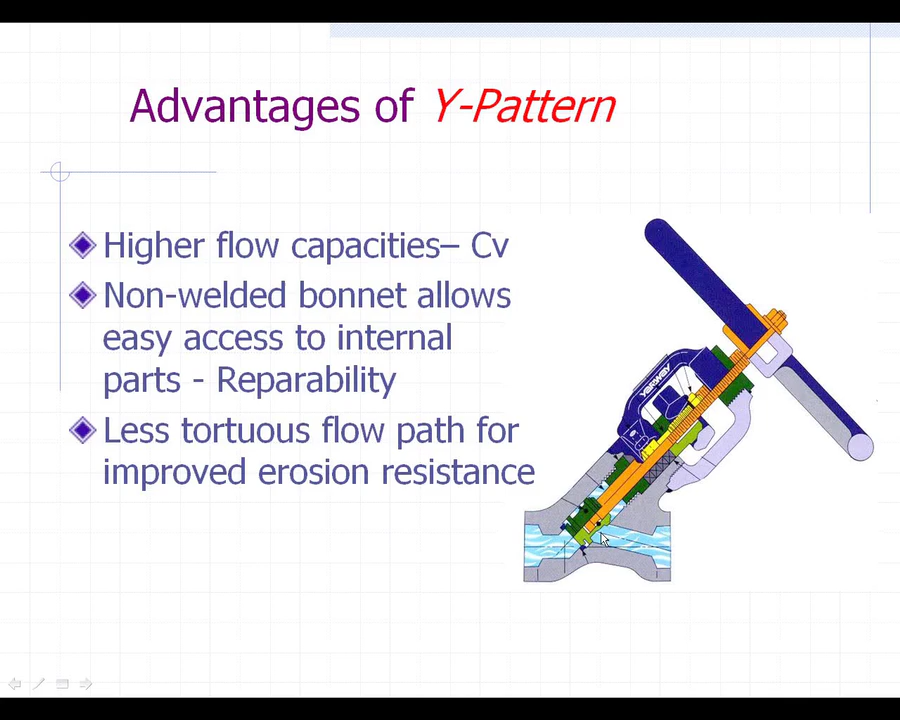 Advantages of Y-Pattern
Higher flow capacities– Cv
Non-welded bonnet allows
easy access to internal
parts - Reparability
Less tortuous flow path for
improved erosion resistance
YARWAY